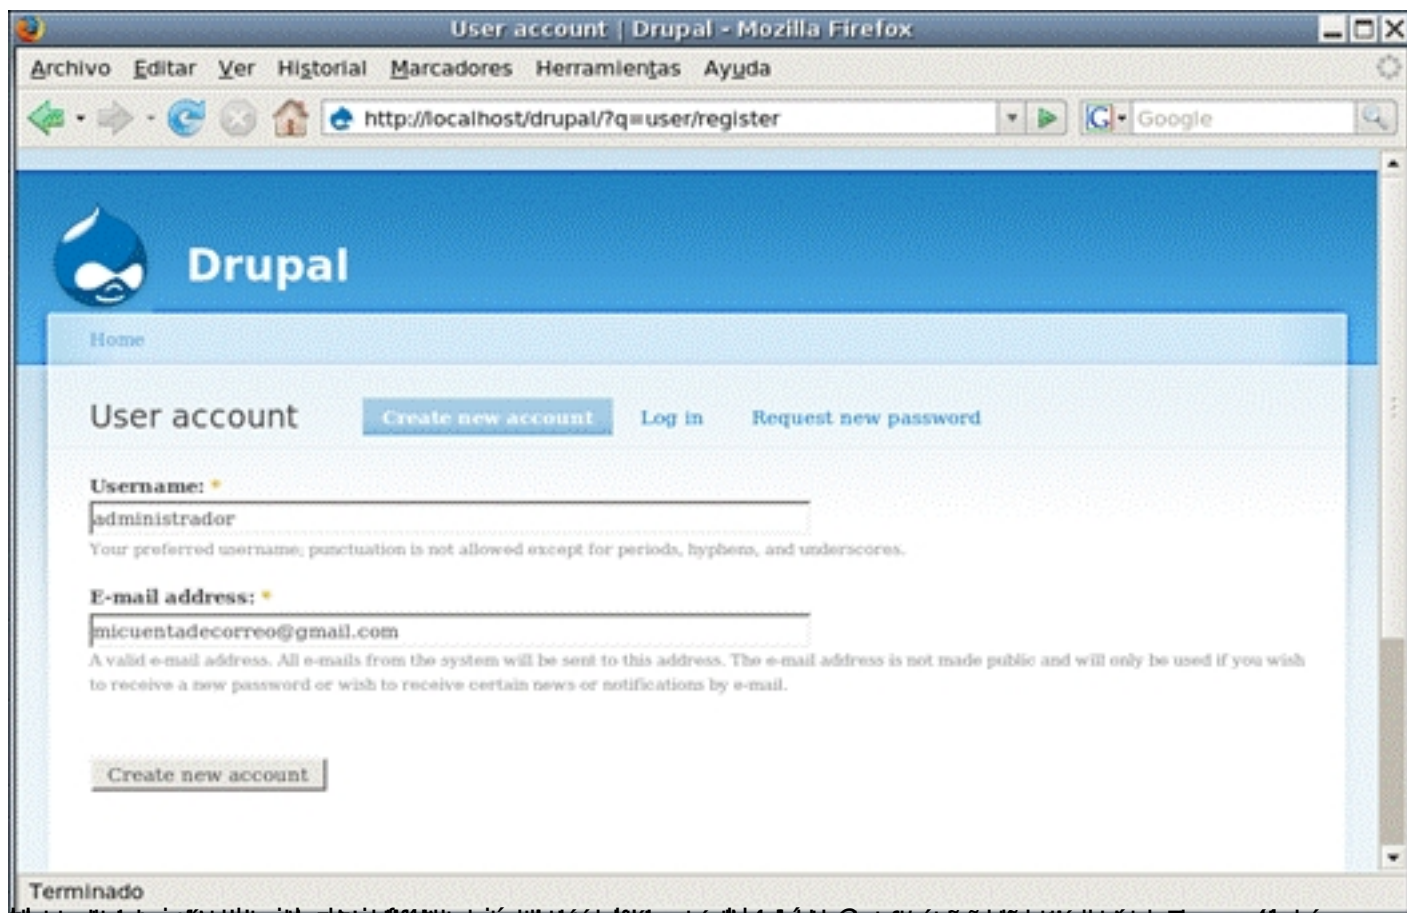 User account | Drupal - Mozilla Firefox
Archivo Editar Ver Historial Marcadores Herramientas Ayuda
http://localhost/drupal/?q=user/register
G Google
Drupal
Home
User account Create new account Log in Request new password
Username: *
administrador
Your preferred username; punctuation is not allowed except for periods, hyphens, and underscores.
E-mail address: *
micuentadecorreo@gmail.com
A valid e-mail address. All e-mails from the system will be sent to this address. The e-mail address is not made public and will only be used if you wish
to receive a new password or wish to receive certain news or notifications by e-mail.
Create new account
Terminado